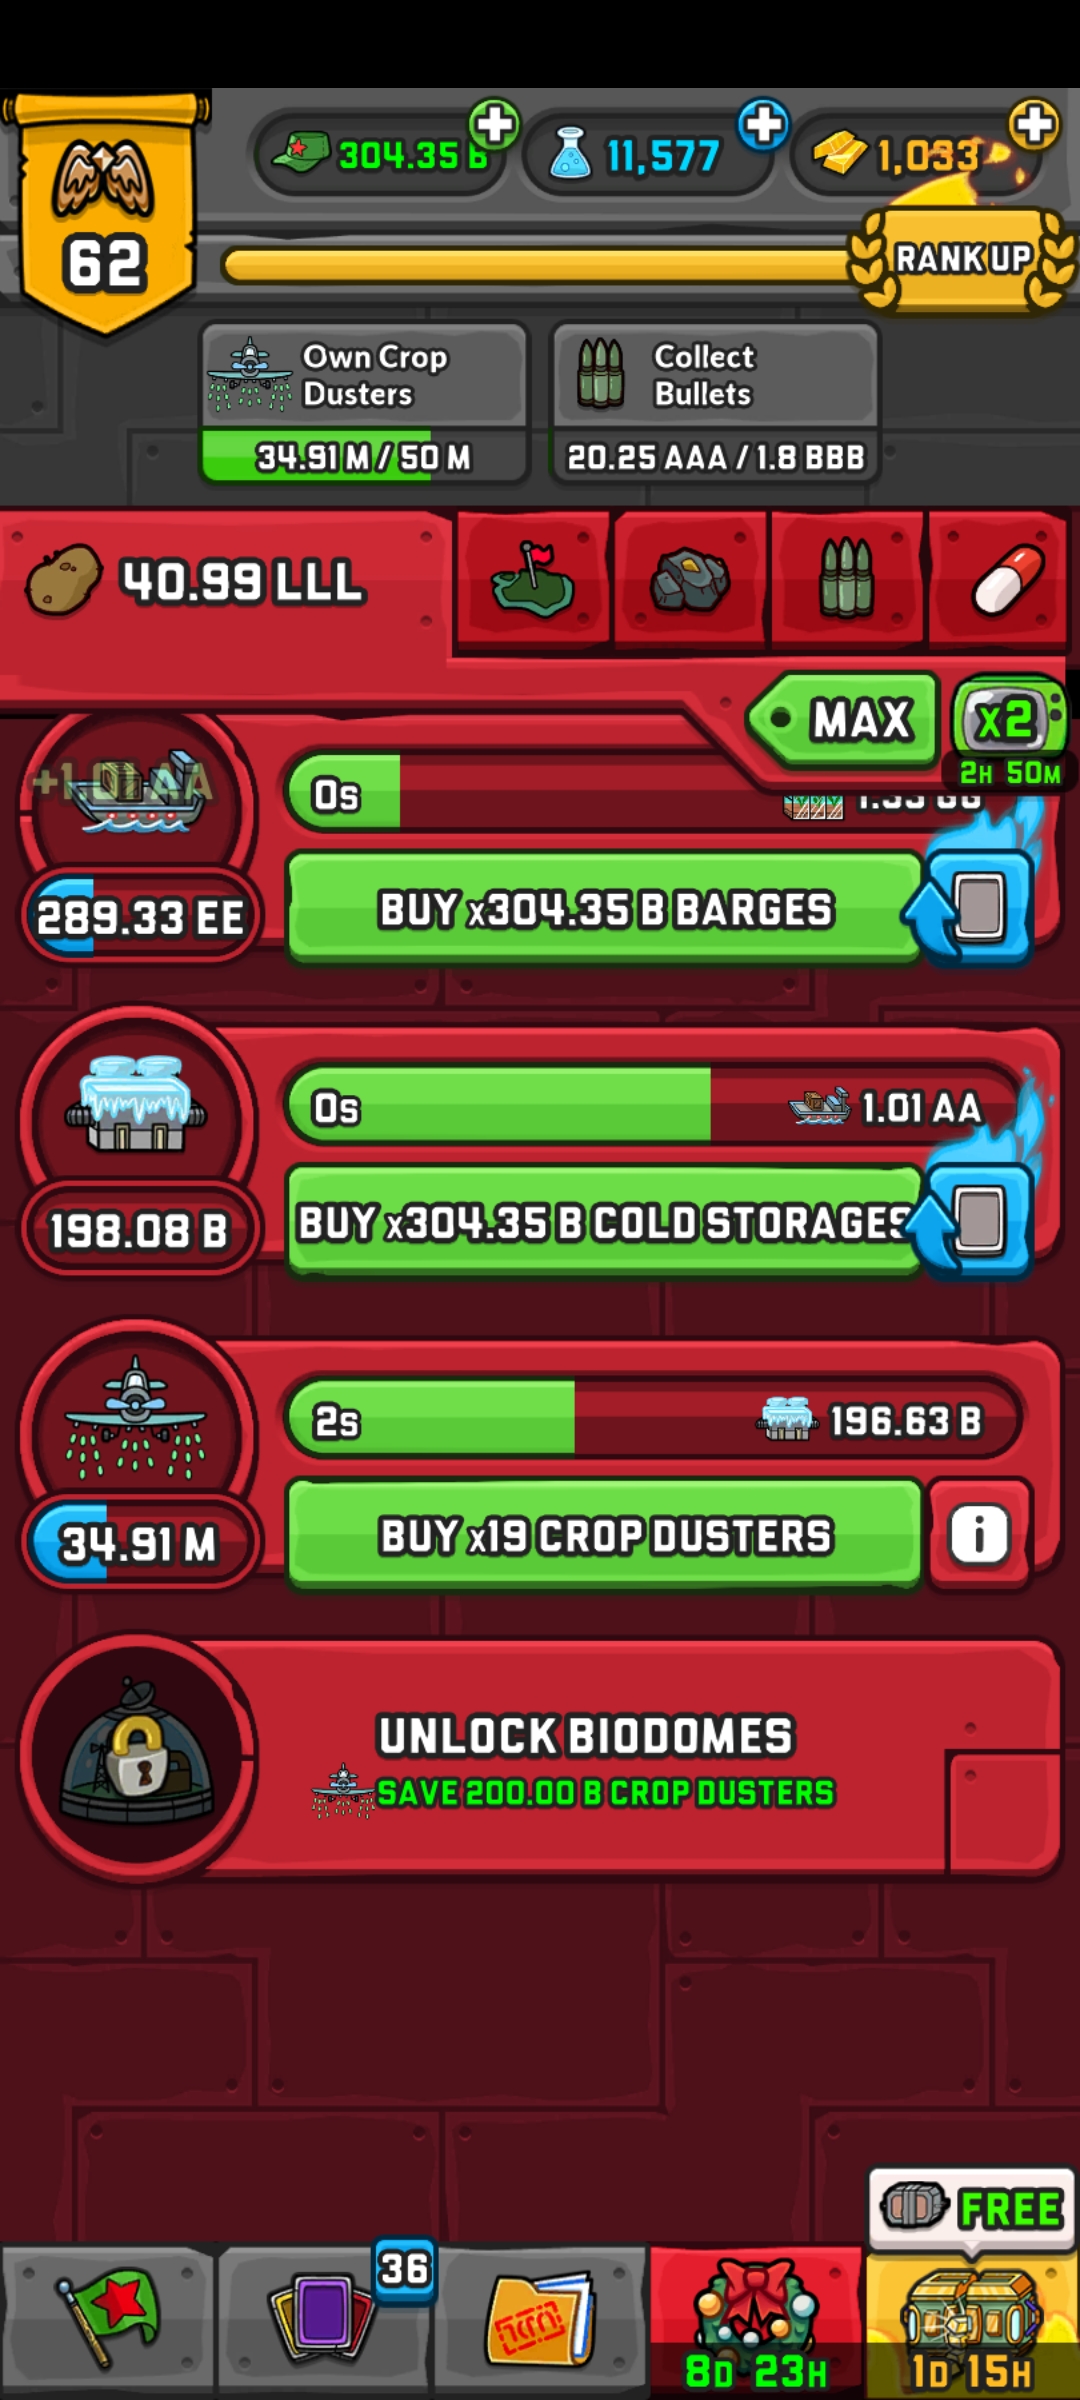 304.35 B
11,577
1,033
62
RANK UP
Own Crop
Dusters
34.91 M / 50 M
Collect
Bullets
20.25 AAA / 1.8 BBB
40.99 LLL
MAX
x2
2H 50M
+1.01 AA
0s
289.33 EE
BUY x304.35 B BARGES
0s
1.01 AA
198.08 B
BUY x304.35 B COLD STORAGES
2s
196.63 B
34.91 M
BUY x19 CROP DUSTERS
i
UNLOCK BIODOMES
SAVE 200.00 B CROP DUSTERS
FREE
36
8D 23H
1D 15H